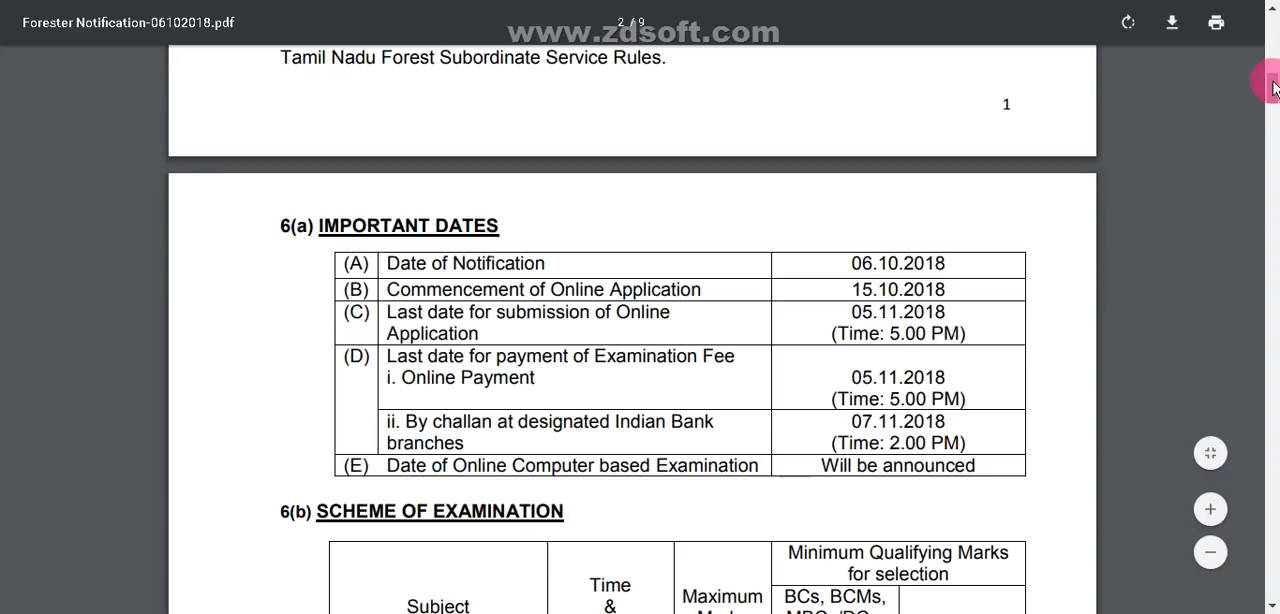 Forester Notification-06102018.pdf
2 / 9
www.zdsoft.com
Tamil Nadu Forest Subordinate Service Rules.
1
6(a) IMPORTANT DATES
(A) Date of Notification 06.10.2018
(B) Commencement of Online Application 15.10.2018
(C) Last date for submission of Online 05.11.2018
Application (Time: 5.00 PM)
(D) Last date for payment of Examination Fee
i. Online Payment 05.11.2018
(Time: 5.00 PM)
ii. By challan at designated Indian Bank 07.11.2018
branches (Time: 2.00 PM)
(E) Date of Online Computer based Examination Will be announced
6(b) SCHEME OF EXAMINATION
Minimum Qualifying Marks
for selection
Time
Maximum
BCs, BCMs,
Subject
&